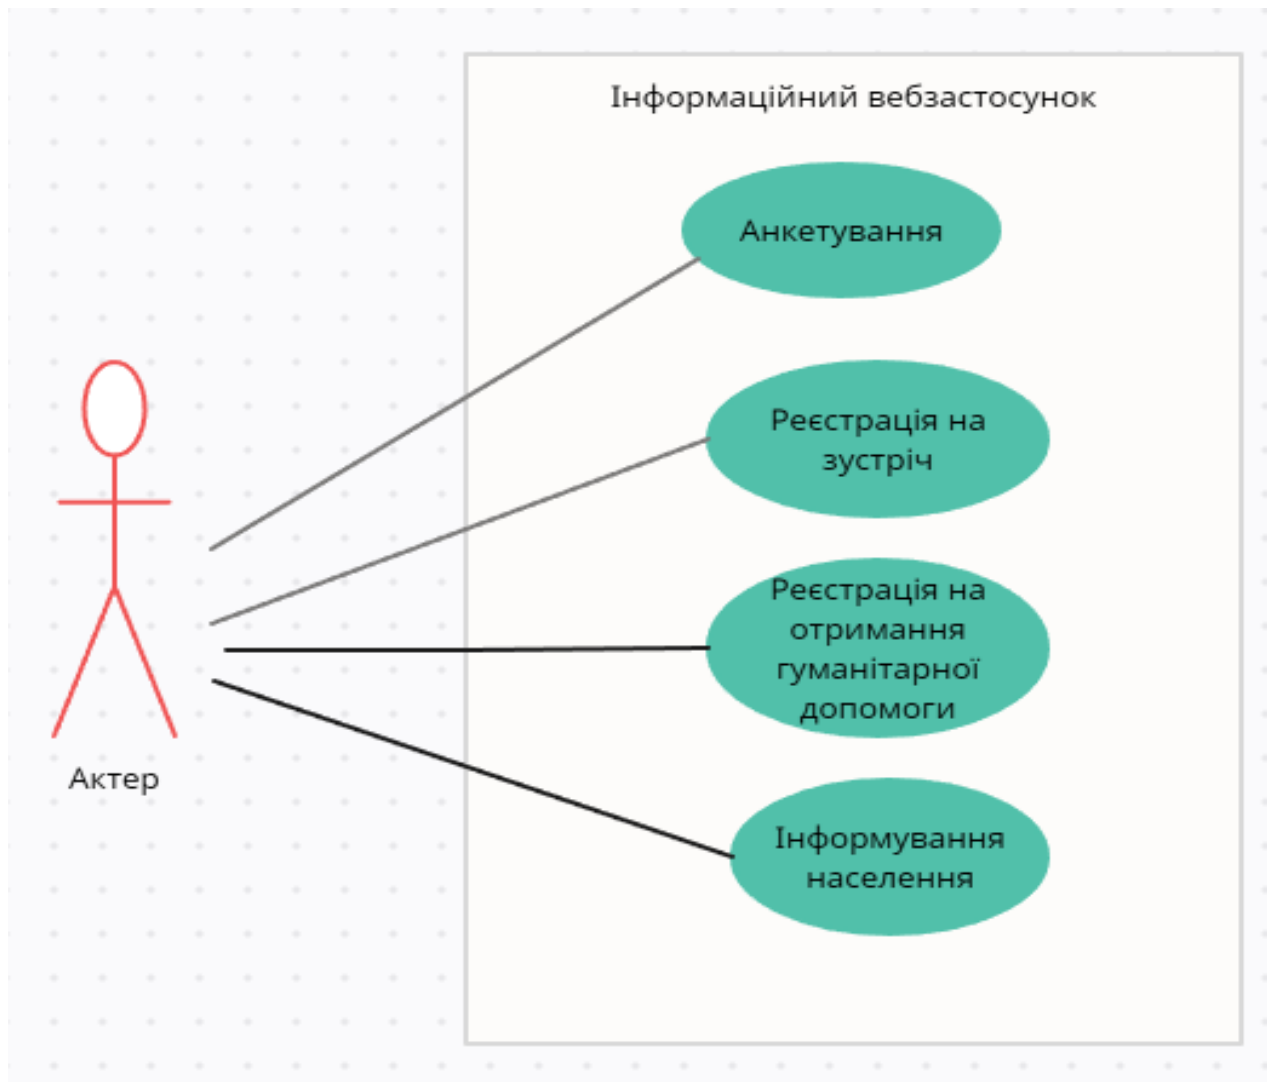 Інформаційний вебзастосунок
Анкетування
Реєстрація на
зустріч
Реєстрація на
отримання
гуманітарної
допомоги
Актер
Інформування
населення